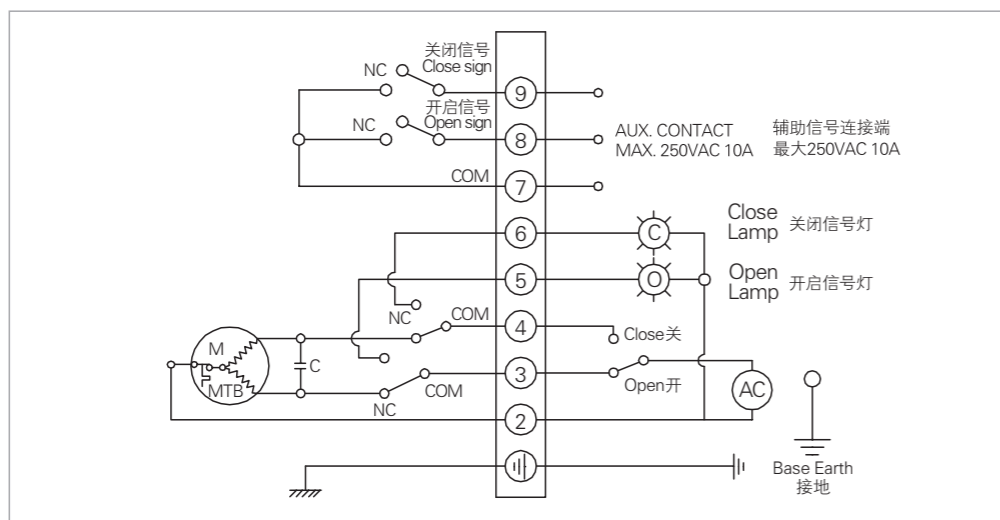 关闭信号
Close sign
NC
9
开启信号
Open sign
NC
8
AUX. CONTACT
MAX. 250VAC 10A
辅助信号连接端
最大250VAC 10A
COM
7
6
C
Close
Lamp
关闭信号灯
5
O
Open
Lamp
开启信号灯
NC
COM
4
Close关
M
MTB
C
NC
COM
3
Open开
AC
2
Base Earth
接地